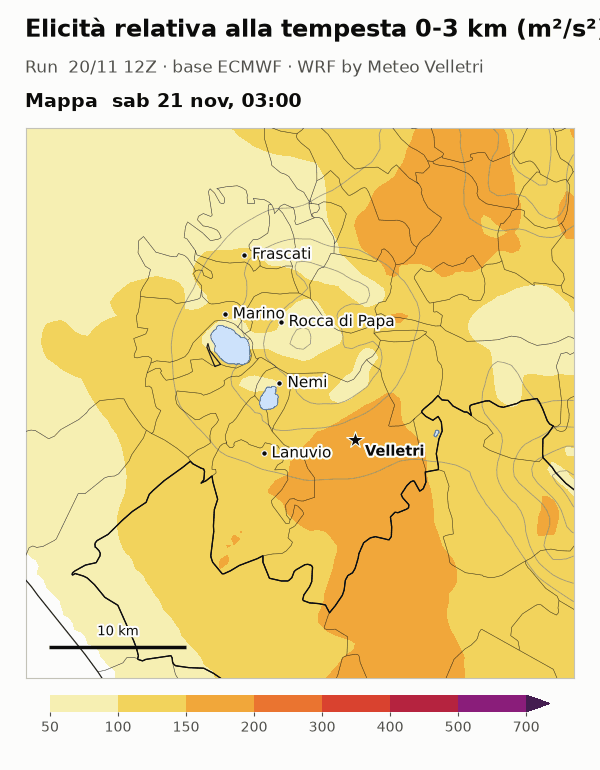 Elicità relativa alla tempesta 0-3 km (m²/s²)
Run 20/11 12Z · base ECMWF · WRF by Meteo Velletri
Mappa sab 21 nov, 03:00
Frascati
Marino
Rocca di Papa
Nemi
Lanuvio
Velletri
10 km
50 100 150 200 300 400 500 700